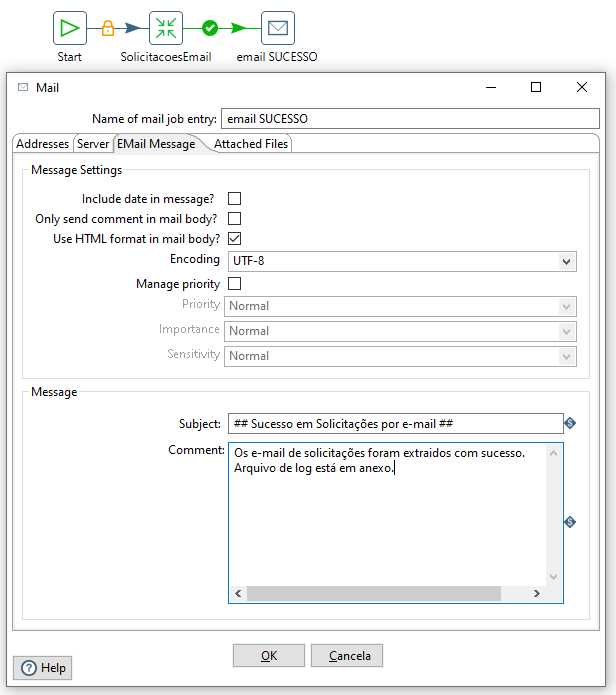 Start
SolicitacoesEmail
email SUCESSO
Mail
Name of mail job entry: email SUCESSO
Addresses Server EMail Message Attached Files
Message Settings
Include date in message?
Only send comment in mail body?
Use HTML format in mail body?
Encoding UTF-8
Manage priority
Priority Normal
Importance Normal
Sensitivity Normal
Message
Subject: ## Sucesso em Solicitações por e-mail ##
Comment: Os e-mail de solicitações foram extraidos com sucesso.
Arquivo de log está em anexo.
OK Cancela
Help